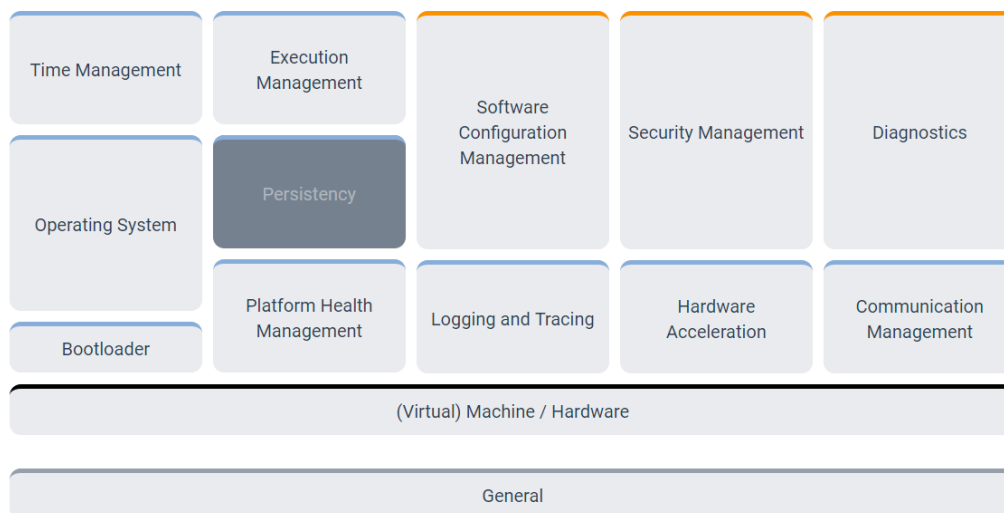 Time Management
Execution
Management
Software
Configuration
Management
Security Management
Diagnostics
Operating System
Persistency
Platform Health
Management
Logging and Tracing
Hardware
Acceleration
Communication
Management
Bootloader
(Virtual) Machine / Hardware
General